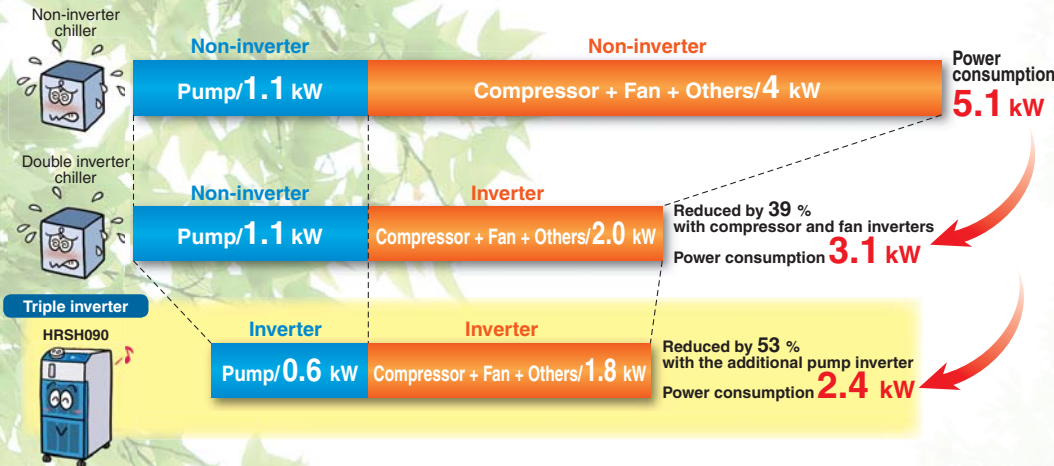 Non-inverter
chiller
Non-inverter
Non-inverter
Pump/1.1 kW
Compressor + Fan + Others/4 kW
Power
consumption
5.1 kW
Double inverter
chiller
Non-inverter
Inverter
Pump/1.1 kW
Compressor + Fan + Others/2.0 kW
Reduced by 39 %
with compressor and fan inverters
Power consumption 3.1 kW
Triple inverter
HRSH090
Inverter
Inverter
Pump/0.6 kW
Compressor + Fan + Others/1.8 kW
Reduced by 53 %
with the additional pump inverter
Power consumption 2.4 kW